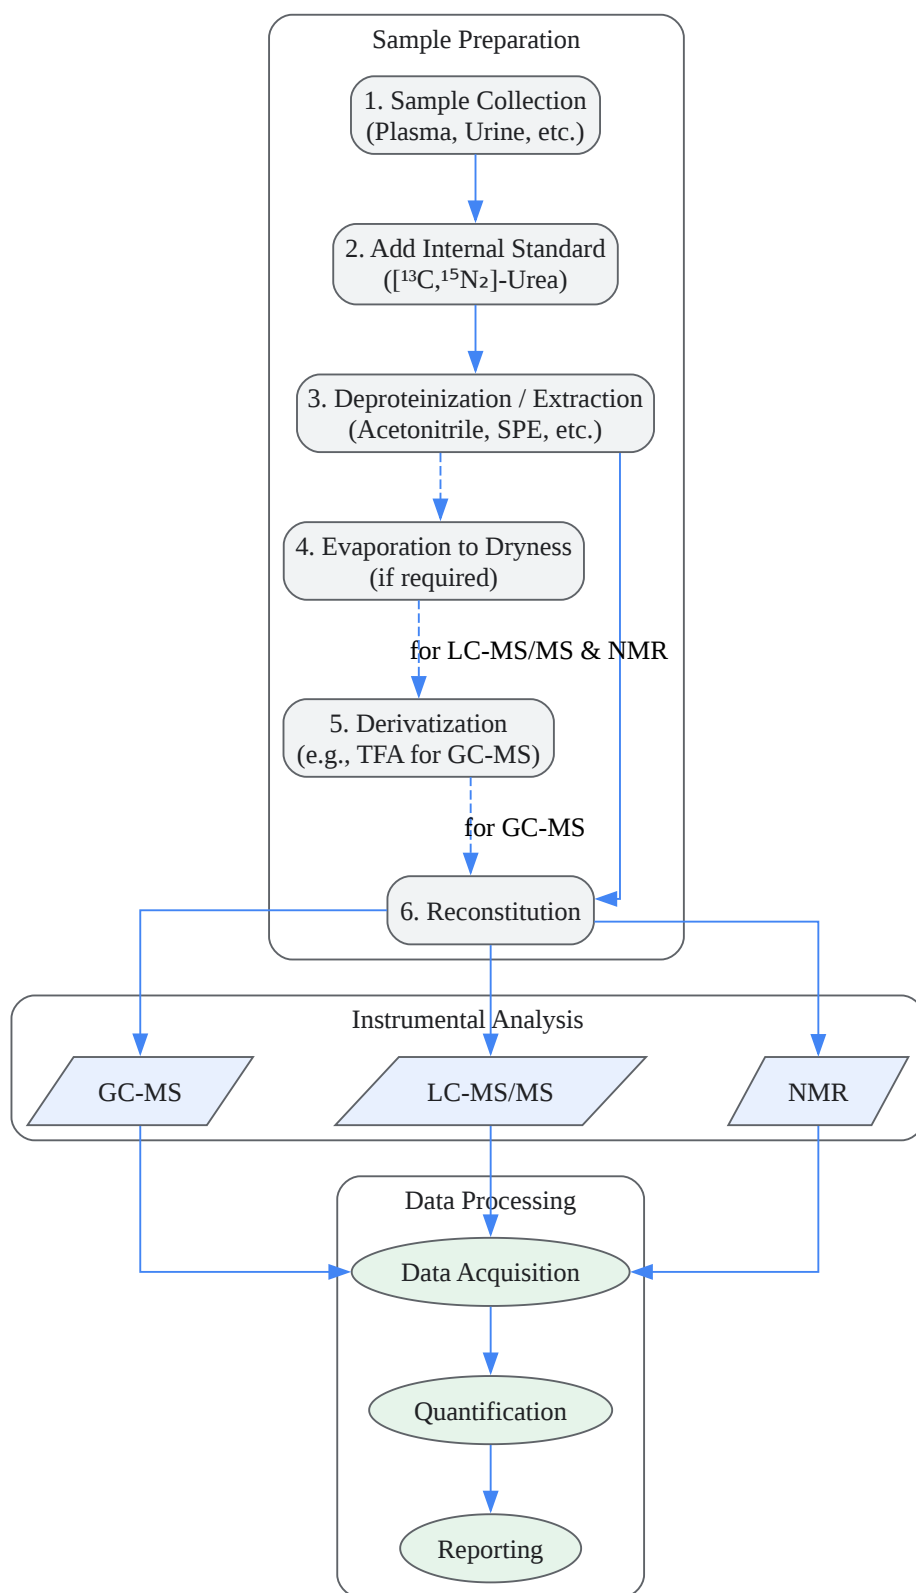 Sample Preparation
1. Sample Collection
(Plasma, Urine, etc.)
2. Add Internal Standard
([¹³C,¹⁵N₂]-Urea)
3. Deproteinization / Extraction
(Acetonitrile, SPE, etc.)
4. Evaporation to Dryness
(if required)
for LC-MS/MS & NMR
5. Derivatization
(e.g., TFA for GC-MS)
for GC-MS
6. Reconstitution
Instrumental Analysis
GC-MS
LC-MS/MS
NMR
Data Processing
Data Acquisition
Quantification
Reporting